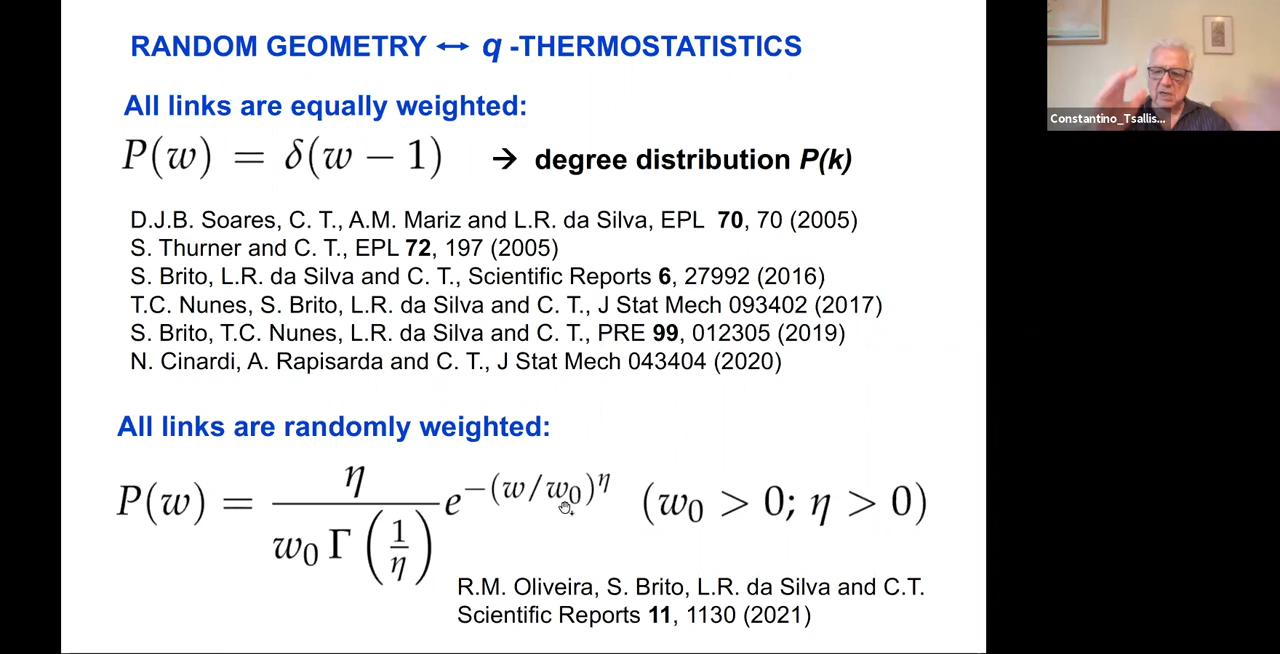 RANDOM GEOMETRY ↔ q -THERMOSTATISTICS
All links are equally weighted:
P(w) = δ(w − 1) → degree distribution P(k)
D.J.B. Soares, C. T., A.M. Mariz and L.R. da Silva, EPL 70, 70 (2005)
S. Thurner and C. T., EPL 72, 197 (2005)
S. Brito, L.R. da Silva and C. T., Scientific Reports 6, 27992 (2016)
T.C. Nunes, S. Brito, L.R. da Silva and C. T., J Stat Mech 093402 (2017)
S. Brito, T.C. Nunes, L.R. da Silva and C. T., PRE 99, 012305 (2019)
N. Cinardi, A. Rapisarda and C. T., J Stat Mech 043404 (2020)
All links are randomly weighted:
P(w) = η / (w₀ Γ(1/η)) e^{−(w/w₀)^η} (w₀ > 0; η > 0)
R.M. Oliveira, S. Brito, L.R. da Silva and C.T.
Scientific Reports 11, 1130 (2021)
Constantino_Tsallis...